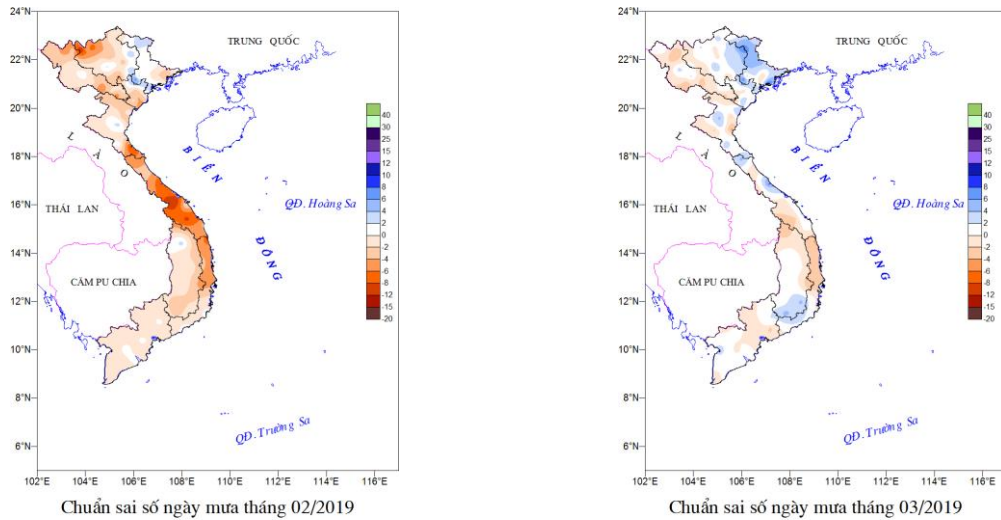 24°N
22°N
20°N
18°N
16°N
14°N
12°N
10°N
8°N
6°N
102°E 104°E 106°E 108°E 110°E 112°E 114°E 116°E
TRUNG QUỐC
LÀO
THÁI LAN
CĂM PU CHIA
BIỂN ĐÔNG
QĐ. Hoàng Sa
QĐ. Trường Sa
40
30
25
15
12
10
8
6
4
2
0
-2
-4
-6
-8
-12
-15
-20
Chuẩn sai số ngày mưa tháng 02/2019
24°N
22°N
20°N
18°N
16°N
14°N
12°N
10°N
8°N
6°N
102°E 104°E 106°E 108°E 110°E 112°E 114°E 116°E
TRUNG QUỐC
LÀO
THÁI LAN
CĂM PU CHIA
BIỂN ĐÔNG
QĐ. Hoàng Sa
QĐ. Trường Sa
40
30
25
15
12
10
8
6
4
2
0
-2
-4
-6
-8
-12
-15
-20
Chuẩn sai số ngày mưa tháng 03/2019